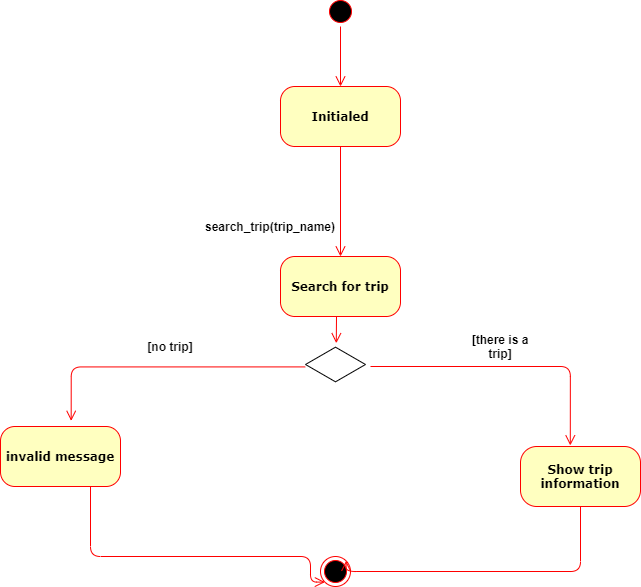 Initialed
search_trip(trip_name)
Search for trip
[no trip]
[there is a
trip]
invalid message
Show trip
information